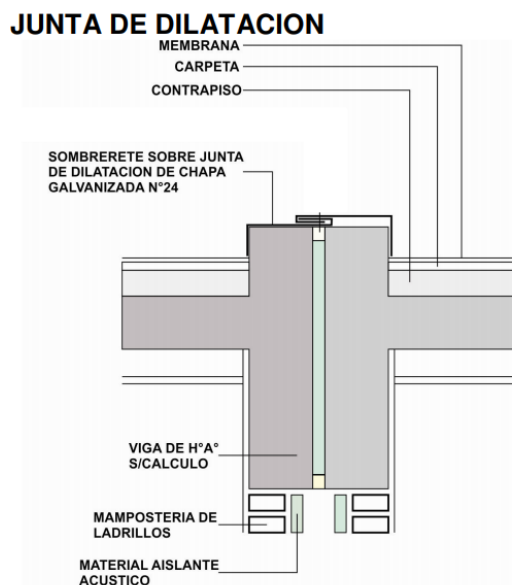 JUNTA DE DILATACION
MEMBRANA
CARPETA
CONTRAPISO
SOMBRERETE SOBRE JUNTA
DE DILATACION DE CHAPA
GALVANIZADA N°24
VIGA DE H°A°
S/CALCULO
MAMPOSTERIA DE
LADRILLOS
MATERIAL AISLANTE
ACUSTICO